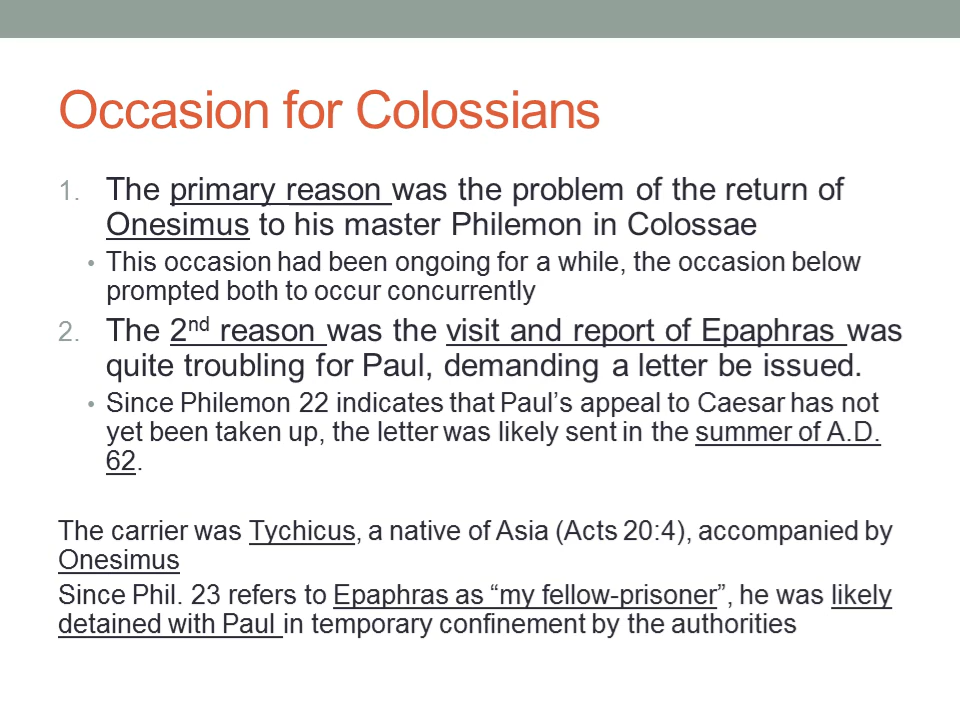 Occasion for Colossians
1. The primary reason was the problem of the return of
Onesimus to his master Philemon in Colossae
• This occasion had been ongoing for a while, the occasion below
prompted both to occur concurrently
2. The 2nd reason was the visit and report of Epaphras was
quite troubling for Paul, demanding a letter be issued.
• Since Philemon 22 indicates that Paul’s appeal to Caesar has not
yet been taken up, the letter was likely sent in the summer of A.D.
62.
The carrier was Tychicus, a native of Asia (Acts 20:4), accompanied by
Onesimus
Since Phil. 23 refers to Epaphras as “my fellow-prisoner”, he was likely
detained with Paul in temporary confinement by the authorities